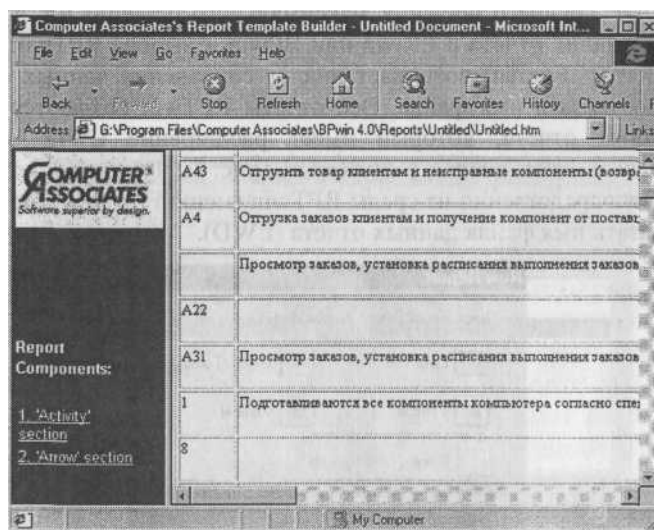 Computer Associates's Report Template Builder - Untitled Document - Microsoft Int...
File Edit View Go Favorites Help
Back Forward Stop Refresh Home Search Favorites History Channels
Address G:\Program Files\Computer Associates\BPwin 4.0\Reports\Untitled\Untitled.htm Links
COMPUTER
ASSOCIATES
Software superior by design.
Report
Components:
1. 'Activity'
section
2. 'Arrow' section
A43 Отгрузить товар клиентам и неисправные компоненты (возвра
A4 Отгрузка заказов клиентам и получение компонент от постав
Просмотр заказов, установка расписания выполнения заказов
A22
A31 Просмотр заказов, установка расписания выполнения заказов
1 Подготавливаются все компоненты компьютера согласно спе
8
My Computer